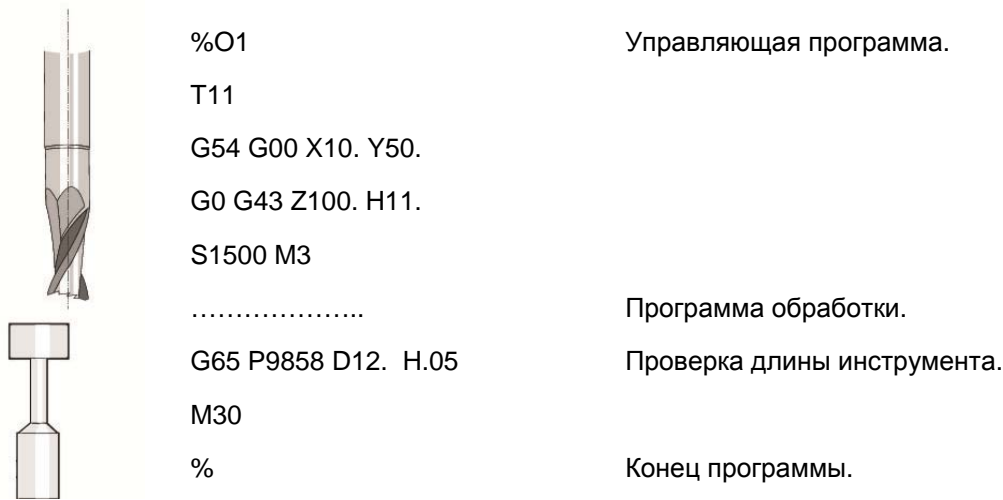 %O1 Управляющая программа.
T11
G54 G00 X10. Y50.
G0 G43 Z100. H11.
S1500 M3
……………….. Программа обработки.
G65 P9858 D12. H.05 Проверка длины инструмента.
M30
% Конец программы.